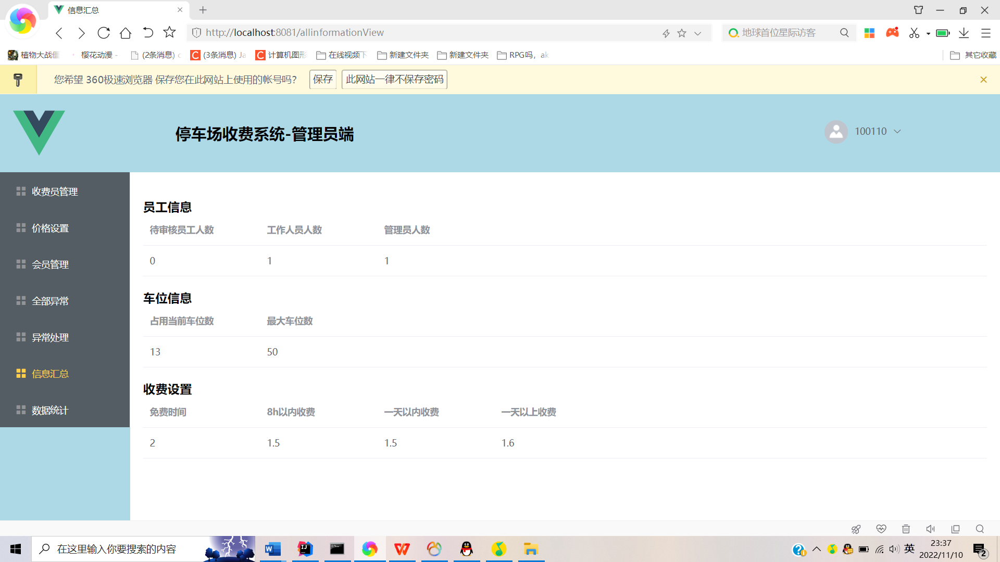 信息汇总
http://localhost:8081/allinformationView
地球首位星际访客
植物大战僵
樱花动漫 -
(2条消息) c
(3条消息) Ja
计算机图形
在线视频下
新建文件夹
新建文件夹
RPG吗，ak
其它收藏
您希望 360极速浏览器 保存您在此网站上使用的帐号吗?
保存
此网站一律不保存密码
停车场收费系统-管理员端
100110
收费员管理
价格设置
会员管理
全部异常
异常处理
信息汇总
数据统计
员工信息
待审核员工人数 工作人员人数 管理员人数
0 1 1
车位信息
占用当前车位数 最大车位数
13 50
收费设置
免费时间 8h以内收费 一天以内收费 一天以上收费
2 1.5 1.5 1.6
在这里输入你要搜索的内容
英
23:37
2022/11/10
2